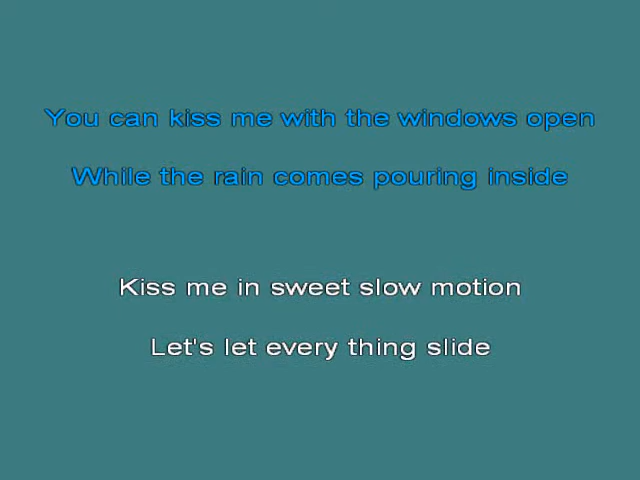 You can kiss me with the windows open
While the rain comes pouring inside
Kiss me in sweet slow motion
Let's let every thing slide